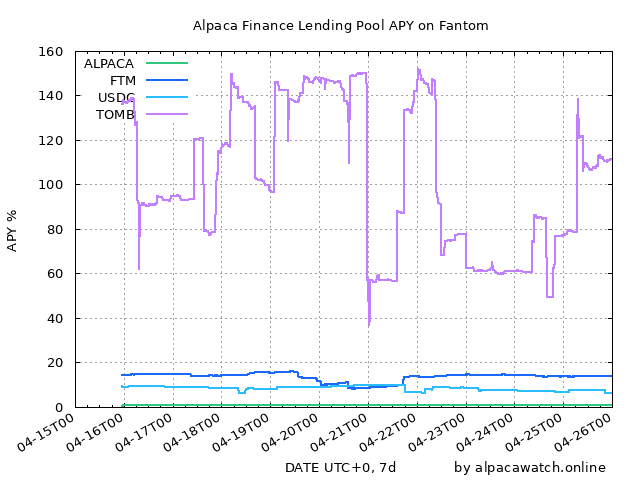 Alpaca Finance Lending Pool APY on Fantom
160
140
120
100
80
60
40
20
0
APY %
ALPACA
FTM
USDC
TOMB
04-15T00
04-16T00
04-17T00
04-18T00
04-19T00
04-20T00
04-21T00
04-22T00
04-23T00
04-24T00
04-25T00
04-26T00
DATE UTC+0, 7d
by alpacawatch.online